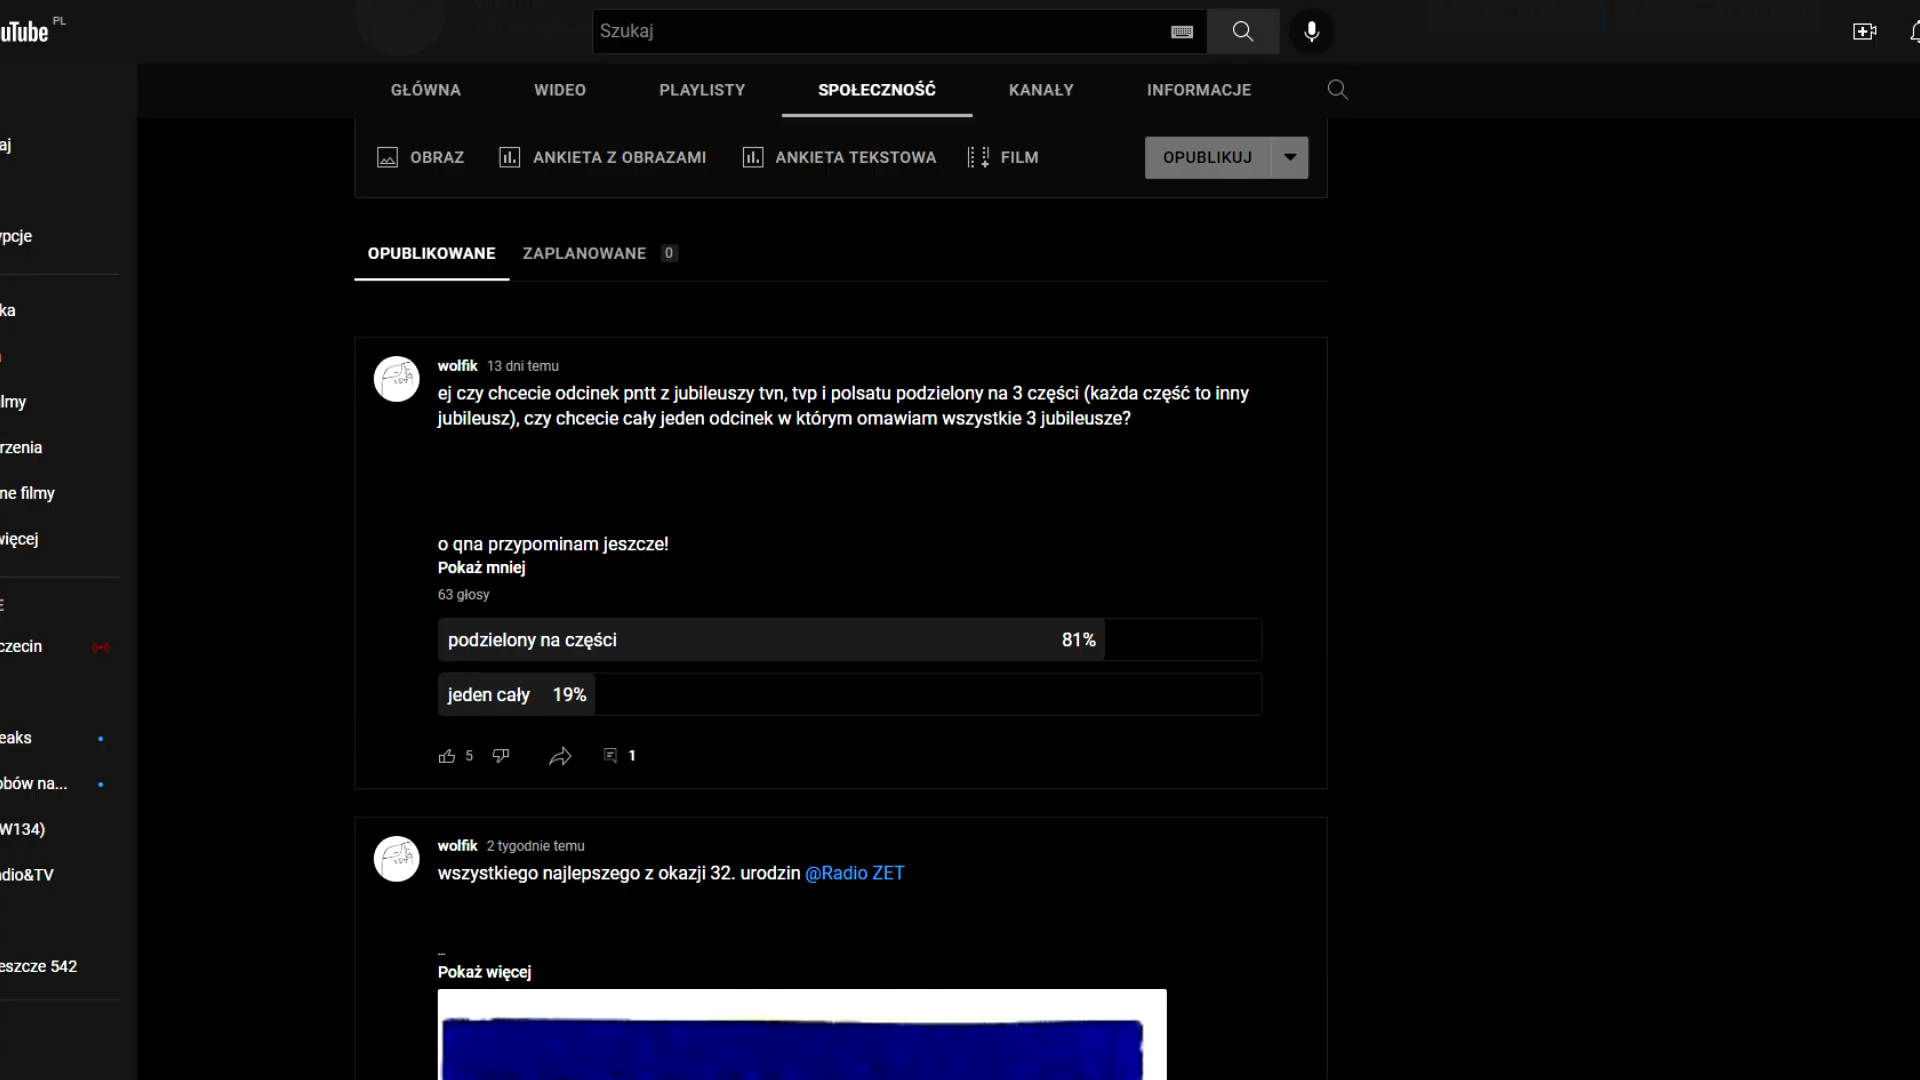 uTube PL
Szukaj
GŁÓWNA WIDEO PLAYLISTY SPOŁECZNOŚĆ KANAŁY INFORMACJE
OBRAZ ANKIETA Z OBRAZAMI ANKIETA TEKSTOWA FILM OPUBLIKUJ
aj
ypcje
ka
lmy
rzenia
ne filmy
więcej
E
czecin
eaks
obów na...
W134)
dio&TV
eszcze 542
OPUBLIKOWANE ZAPLANOWANE 0
wolfik 13 dni temu
ej czy chcecie odcinek pntt z jubileuszy tvn, tvp i polsatu podzielony na 3 części (każda część to inny
jubileusz), czy chcecie cały jeden odcinek w którym omawiam wszystkie 3 jubileusze?
o qna przypominam jeszcze!
Pokaż mniej
63 głosy
podzielony na części 81%
jeden cały 19%
5 1
wolfik 2 tygodnie temu
wszystkiego najlepszego z okazji 32. urodzin @Radio ZET
...
Pokaż więcej